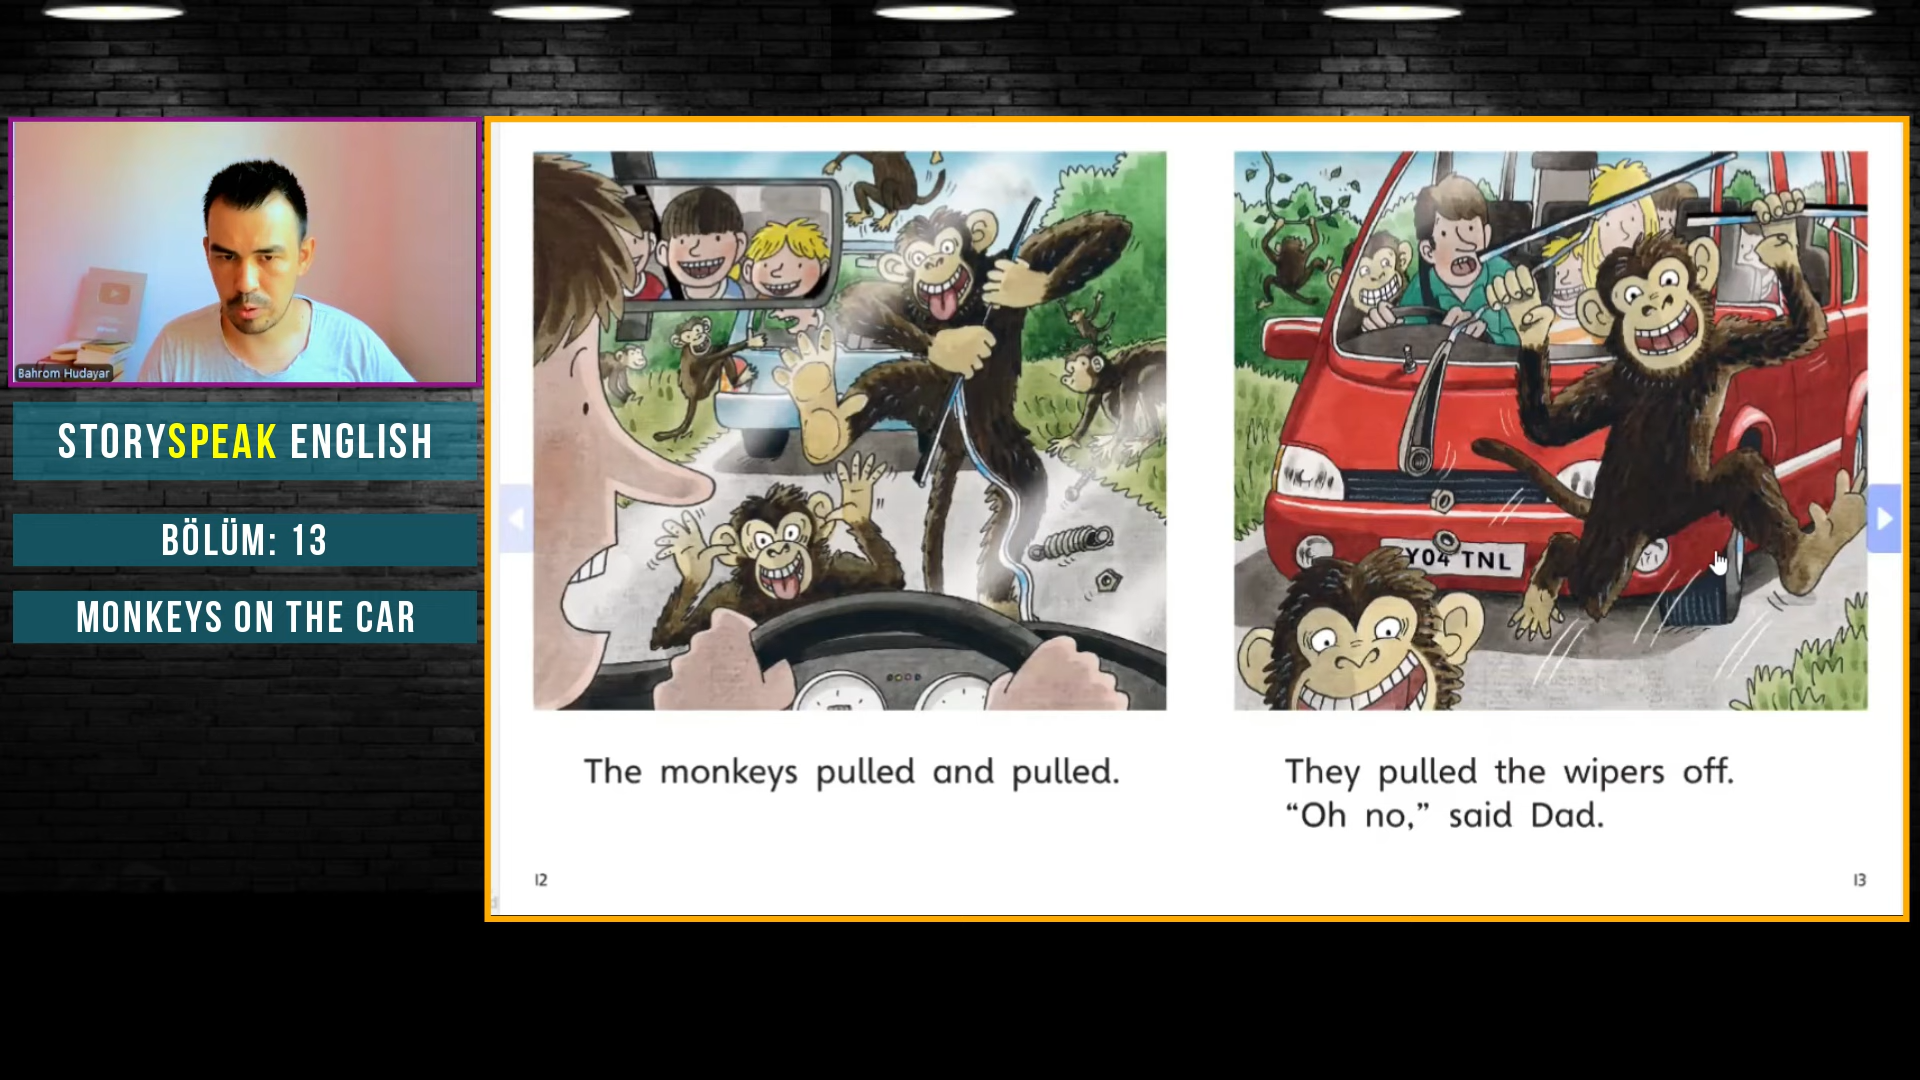 Bahrom Hudayar
STORYSPEAK ENGLISH
BÖLÜM: 13
MONKEYS ON THE CAR
Y04 TNL
The monkeys pulled and pulled.
12
They pulled the wipers off.
“Oh no,” said Dad.
13